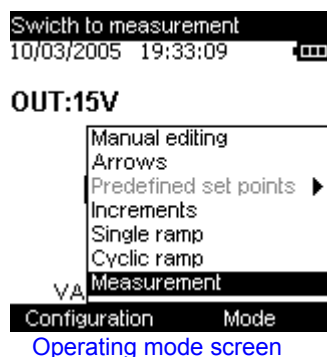 Swicth to measurement
10/03/2005 19:33:09
OUT:15V
Manual editing
Arrows
Predefined set points
Increments
Single ramp
Cyclic ramp
Measurement
VA
Configuration Mode
Operating mode screen